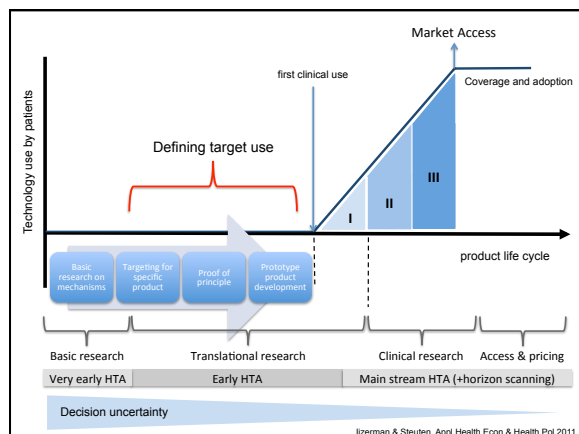 Market Access
first clinical use
Coverage and adoption
Technology use by patients
Defining target use
I
II
III
product life cycle
Basic
research on
mechanisms
Targeting for
specific
product
Proof of
principle
Prototype
product
development
Basic research
Translational research
Clinical research
Access & pricing
Very early HTA
Early HTA
Main stream HTA (+horizon scanning)
Decision uncertainty
Ijzerman & Steuten, Appl Health Econ & Health Pol 2011